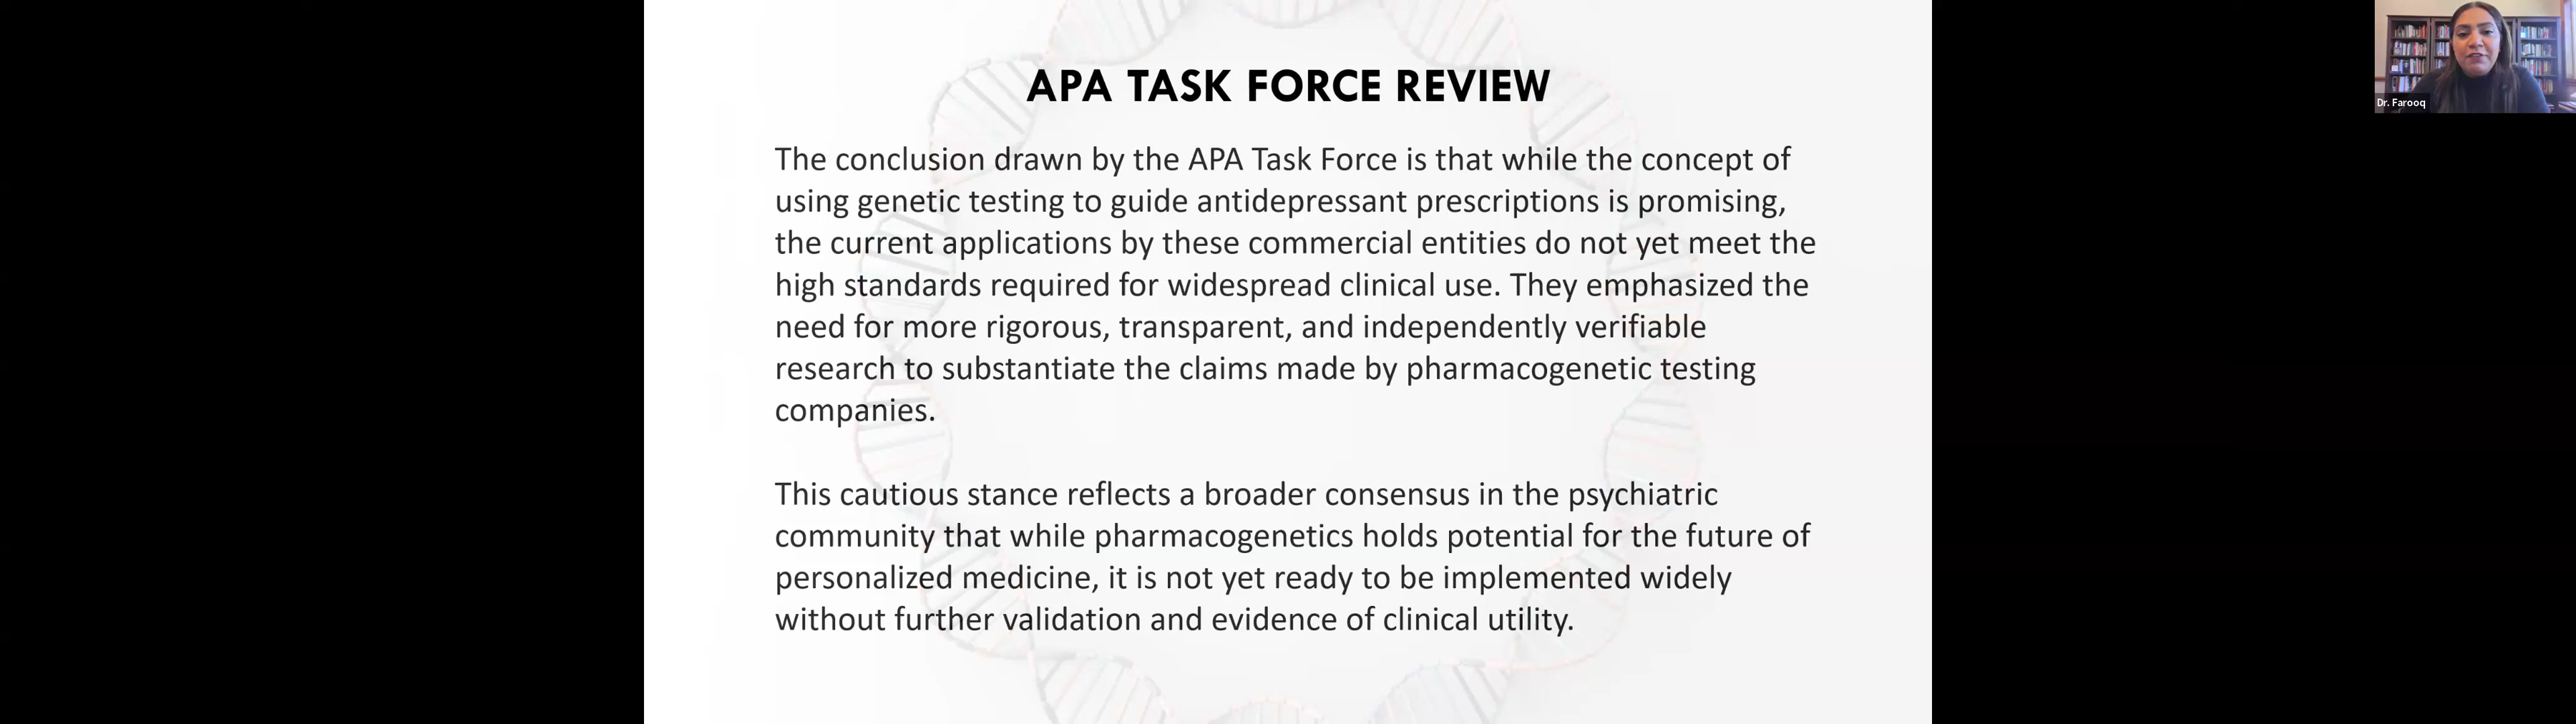 APA TASK FORCE REVIEW
The conclusion drawn by the APA Task Force is that while the concept of
using genetic testing to guide antidepressant prescriptions is promising,
the current applications by these commercial entities do not yet meet the
high standards required for widespread clinical use. They emphasized the
need for more rigorous, transparent, and independently verifiable
research to substantiate the claims made by pharmacogenetic testing
companies.
This cautious stance reflects a broader consensus in the psychiatric
community that while pharmacogenetics holds potential for the future of
personalized medicine, it is not yet ready to be implemented widely
without further validation and evidence of clinical utility.
Dr. Farooq